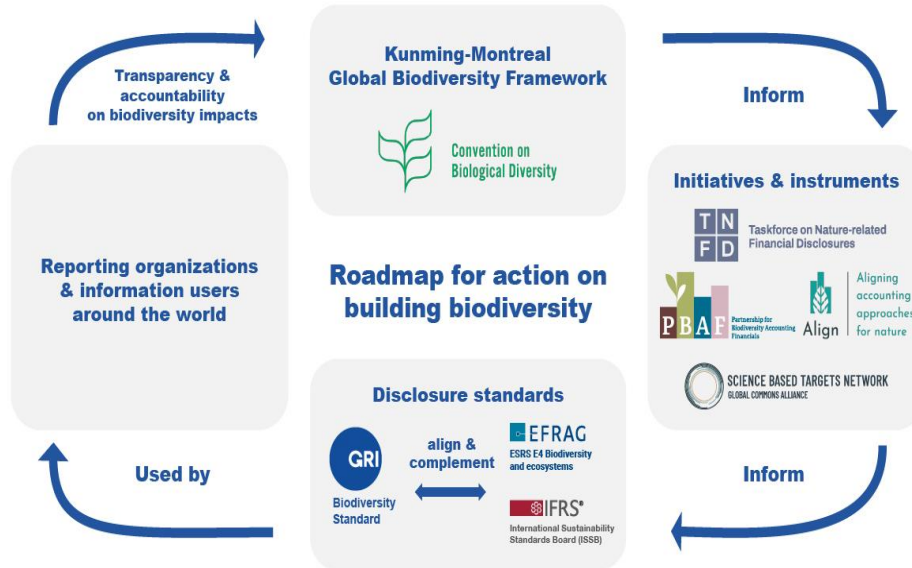 Kunming-Montreal
Global Biodiversity Framework
Convention on
Biological Diversity
Transparency &
accountability
on biodiversity impacts
Inform
Initiatives & instruments
TN
FD
Taskforce on Nature-related
Financial Disclosures
PBAF
Partnership for
Biodiversity Accounting
Financials
Align
Aligning
accounting
approaches
for nature
SCIENCE BASED TARGETS NETWORK
GLOBAL COMMONS ALLIANCE
Reporting organizations
& information users
around the world
Roadmap for action on
building biodiversity
Disclosure standards
GRI
Biodiversity
Standard
align &
complement
EFRAG
ESRS E4 Biodiversity
and ecosystems
IFRS®
International Sustainability
Standards Board (ISSB)
Used by
Inform